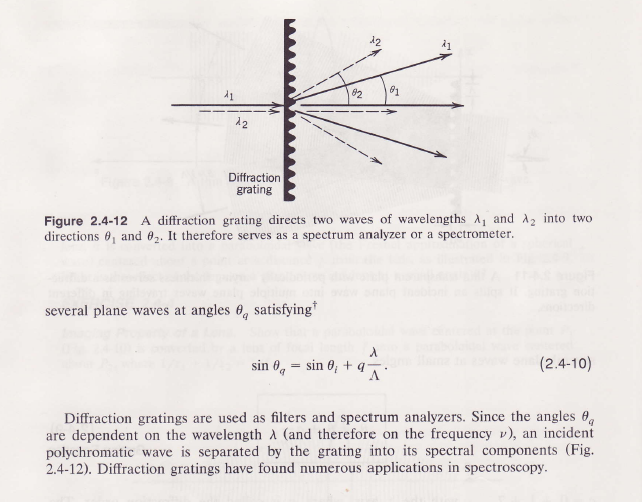 λ2
λ1
λ1
θ2
θ1
λ2
Diffraction
grating
Figure 2.4-12 A diffraction grating directs two waves of wavelengths λ₁ and λ₂ into two
directions θ₁ and θ₂. It therefore serves as a spectrum analyzer or a spectrometer.
several plane waves at angles θ_q satisfying†
sin θ_q = sin θ_i + q λ/Λ. (2.4-10)
Diffraction gratings are used as filters and spectrum analyzers. Since the angles θ_q
are dependent on the wavelength λ (and therefore on the frequency ν), an incident
polychromatic wave is separated by the grating into its spectral components (Fig.
2.4-12). Diffraction gratings have found numerous applications in spectroscopy.